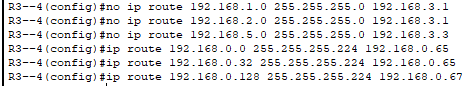 R3--4(config)#no ip route 192.168.1.0 255.255.255.0 192.168.3.1
R3--4(config)#no ip route 192.168.2.0 255.255.255.0 192.168.3.1
R3--4(config)#no ip route 192.168.5.0 255.255.255.0 192.168.3.3
R3--4(config)#ip route 192.168.0.0 255.255.255.224 192.168.0.65
R3--4(config)#ip route 192.168.0.32 255.255.255.224 192.168.0.65
R3--4(config)#ip route 192.168.0.128 255.255.255.224 192.168.0.67